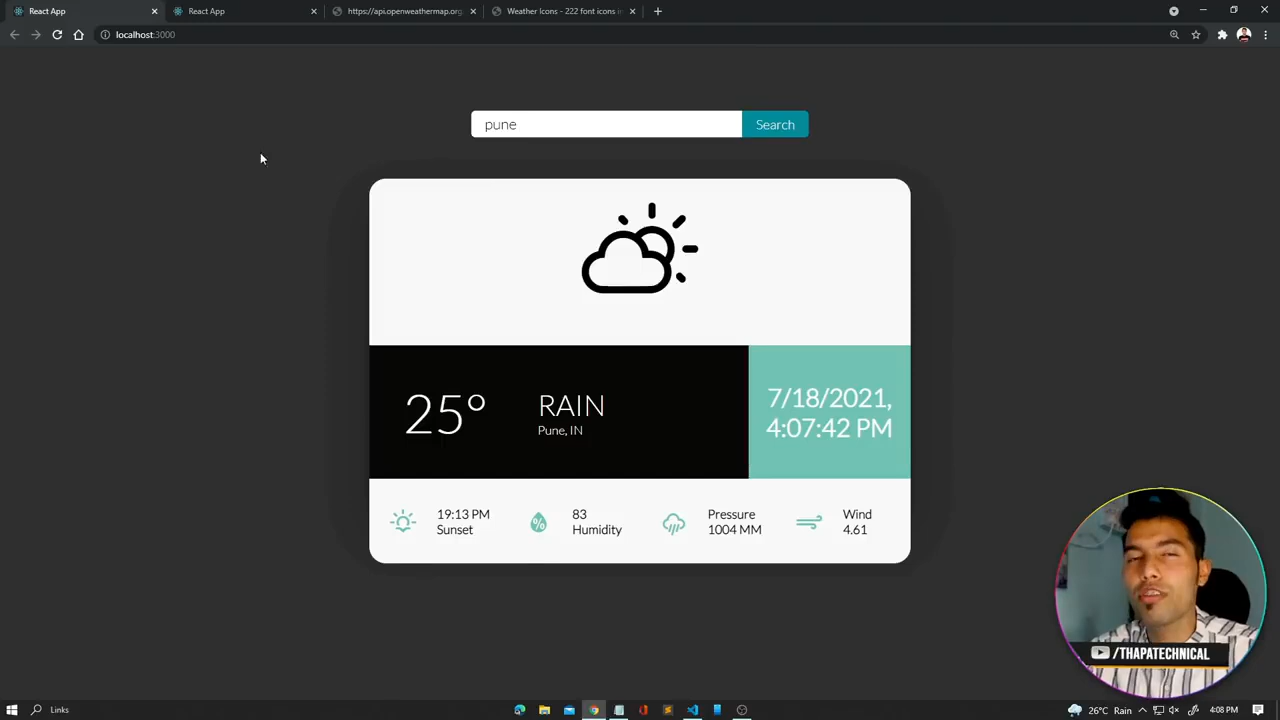 React App
React App
https://api.openweathermap.org
Weather Icons - 222 font icons in
localhost:3000
pune
Search
25°
RAIN
Pune, IN
7/18/2021,
4:07:42 PM
19:13 PM
Sunset
%
83
Humidity
Pressure
1004 MM
Wind
4.61
/THAPATECHNICAL
Links
26°C Rain
4:08 PM